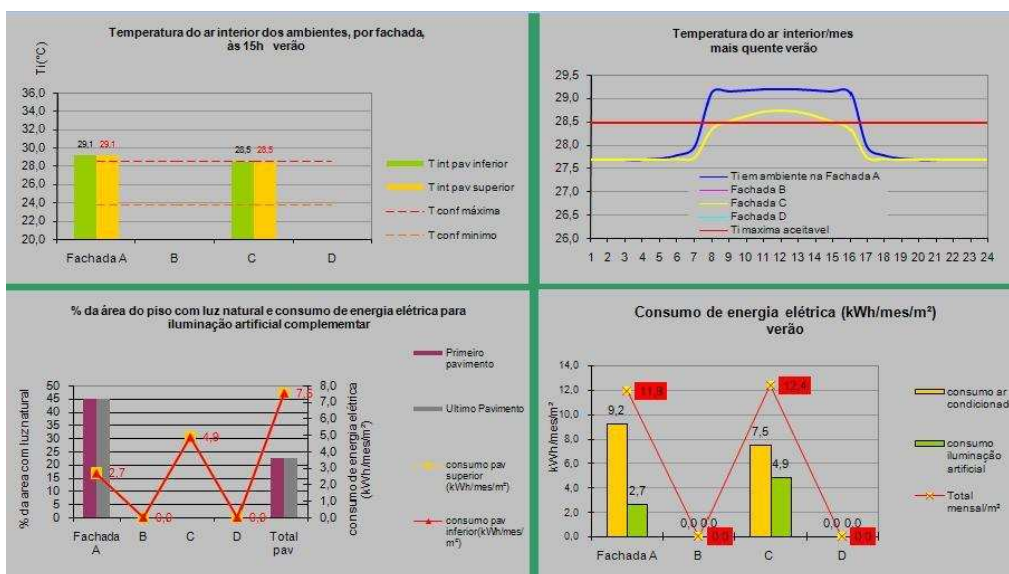 Temperatura do ar interior dos ambientes, por fachada,
às 15h verão
Ti(°C)
36,0
34,0
32,0
30,0
28,0
26,0
24,0
22,0
20,0
29,1 29,1
28,5 28,5
Fachada A B C D
T int pav inferior
T int pav superior
T conf máxima
T conf minimo
Temperatura do ar interior/mes
mais quente verão
29,5
29,0
28,5
28,0
27,5
27,0
26,5
26,0
Ti em ambiente na Fachada A
Fachada B
Fachada C
Fachada D
Ti maxima aceitavel
1 2 3 4 5 6 7 8 9 10 11 12 13 14 15 16 17 18 19 20 21 22 23 24
% da área do piso com luz natural e consumo de energia elétrica para
iluminação artificial complementar
% da area com luz natural
50
45
40
35
30
25
20
15
10
5
0
2,7
0,0
4,9
0,0
7,5
8,0
7,0
6,0
5,0
4,0
3,0
2,0
1,0
0,0
consumo de energia elétrica
(kWh/mes/m²)
Fachada B C D Total
A pav
Primeiro
pavimento
Ultimo Pavimento
consumo pav
superior
(kWh/mes/m²)
consumo pav
inferior(kWh/mes/
m²)
Consumo de energia elétrica (kWh/mes/m²)
verão
kWh/mes/m²
14,0
12,0
10,0
8,0
6,0
4,0
2,0
0,0
11,9
9,2
2,7
0,0 0,0
0,0
12,4
7,5
4,9
0,0 0,0
0,0
Fachada A B C D
consumo ar
condicionado
consumo
iluminação
artificial
Total
mensal/m²